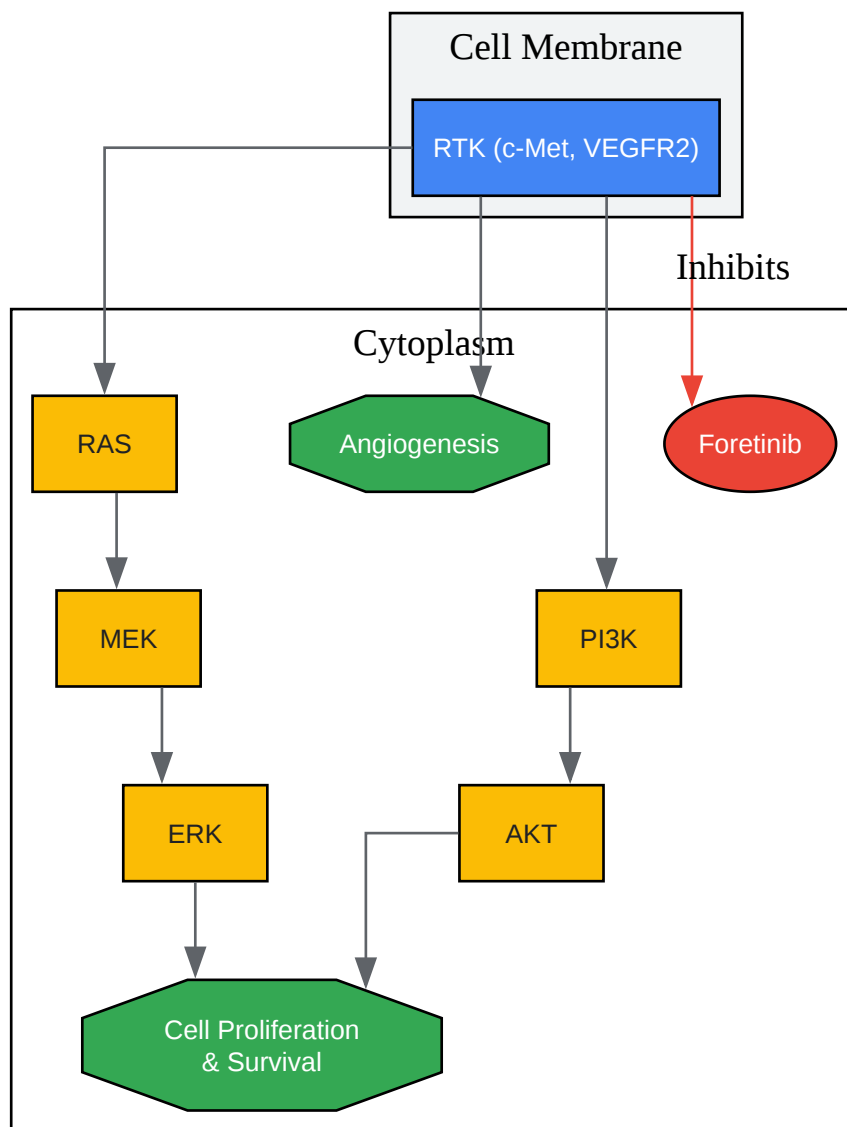 Cell Membrane
RTK (c-Met, VEGFR2)
Inhibits
Cytoplasm
RAS
Angiogenesis
Foretinib
MEK
PI3K
ERK
AKT
Cell Proliferation
& Survival